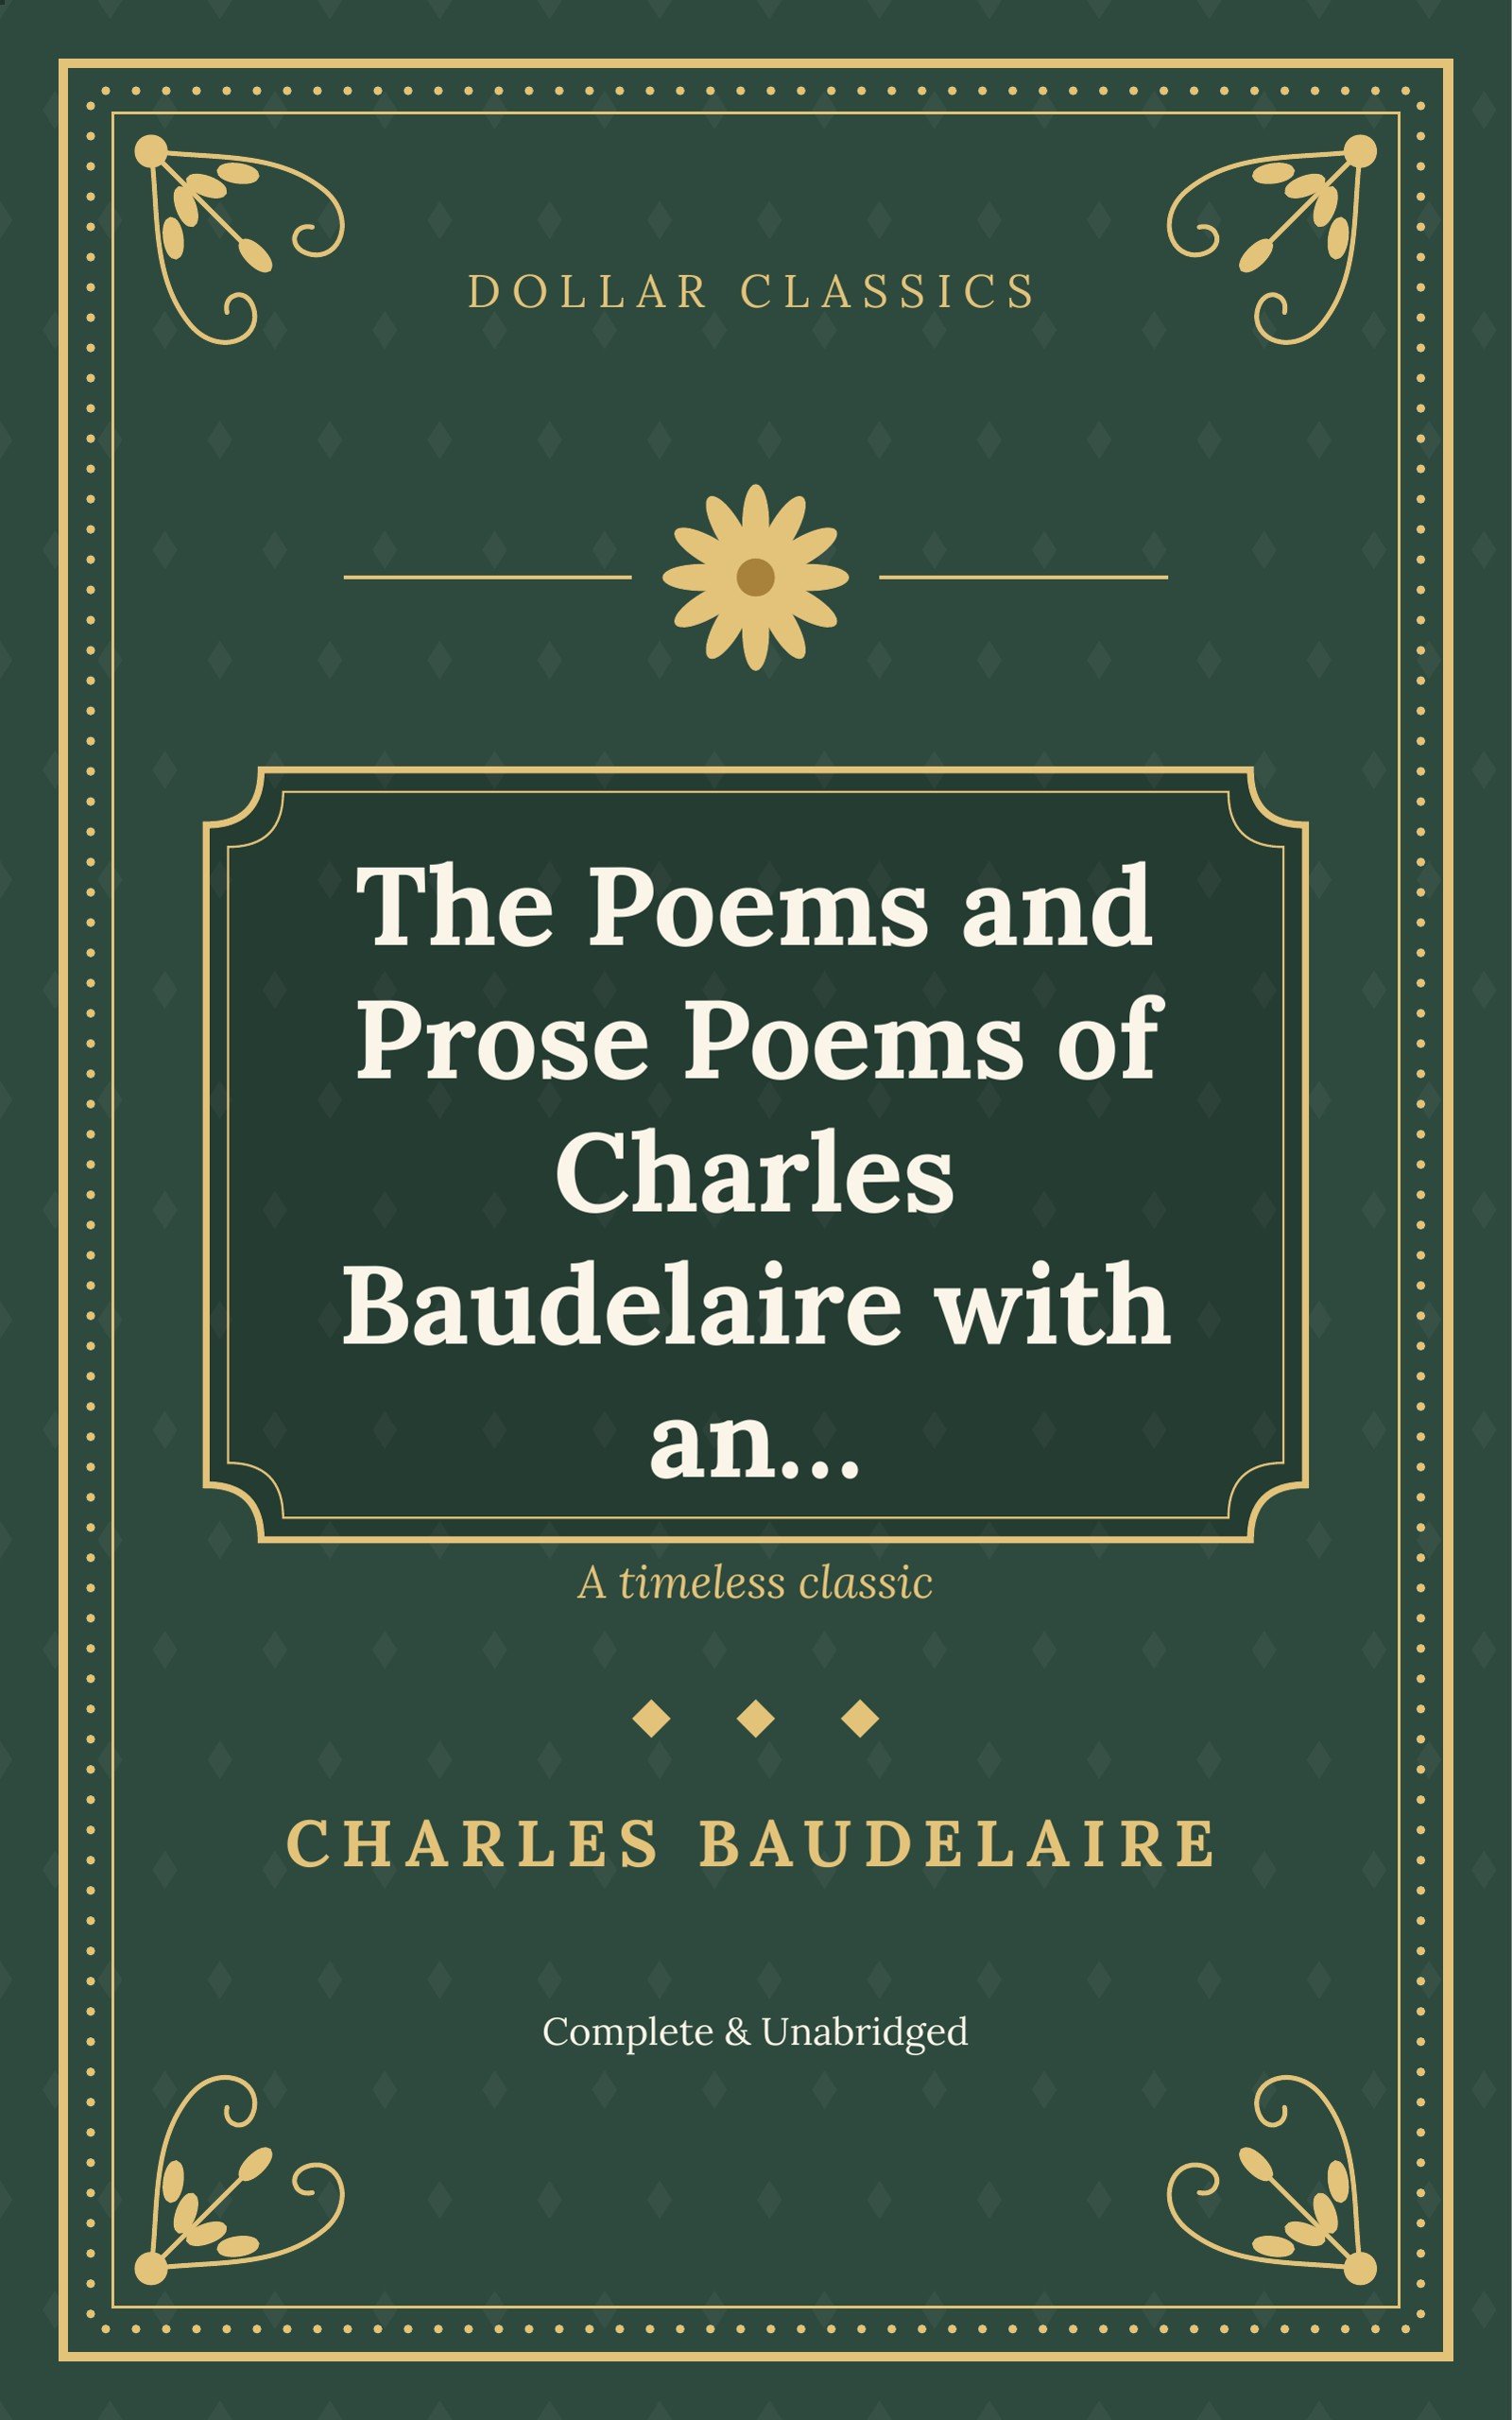 DOLLAR CLASSICS
The Poems and
Prose Poems of
Charles
Baudelaire with
an...
A timeless classic
CHARLES BAUDELAIRE
Complete & Unabridged